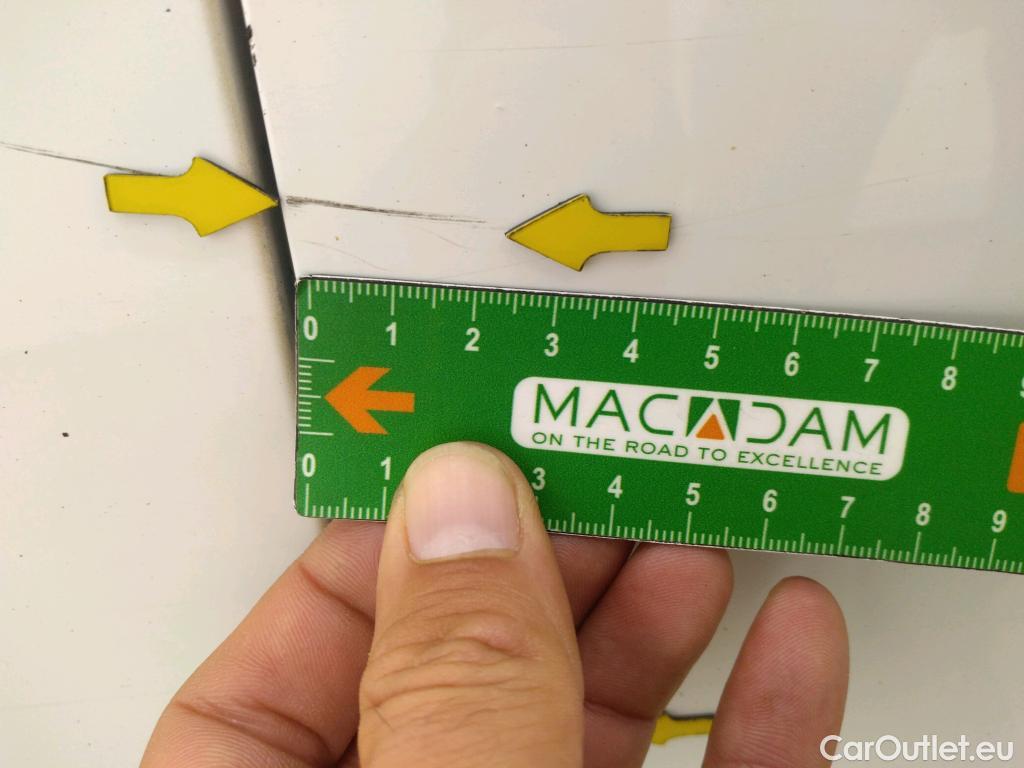 0 1 2 3 4 5 6 7 8
MACADAM
ON THE ROAD TO EXCELLENCE
0 1 3 4 5 6 7 8 9
CarOutlet.eu